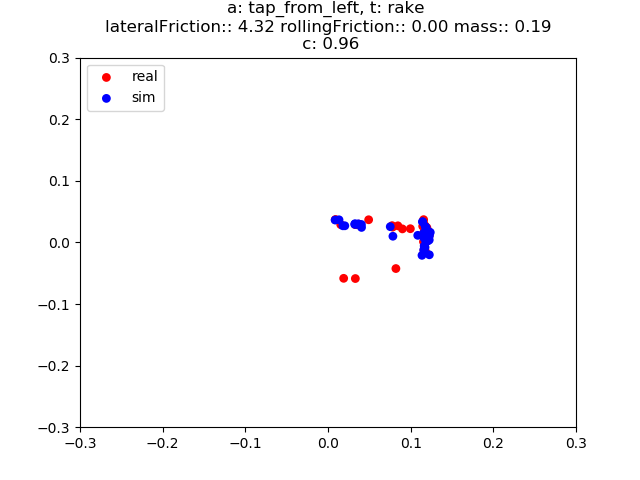 a: tap_from_left, t: rake
lateralFriction:: 4.32 rollingFriction:: 0.00 mass:: 0.19
c: 0.96
real
sim
0.3
0.2
0.1
0.0
−0.1
−0.2
−0.3
−0.3 −0.2 −0.1 0.0 0.1 0.2 0.3